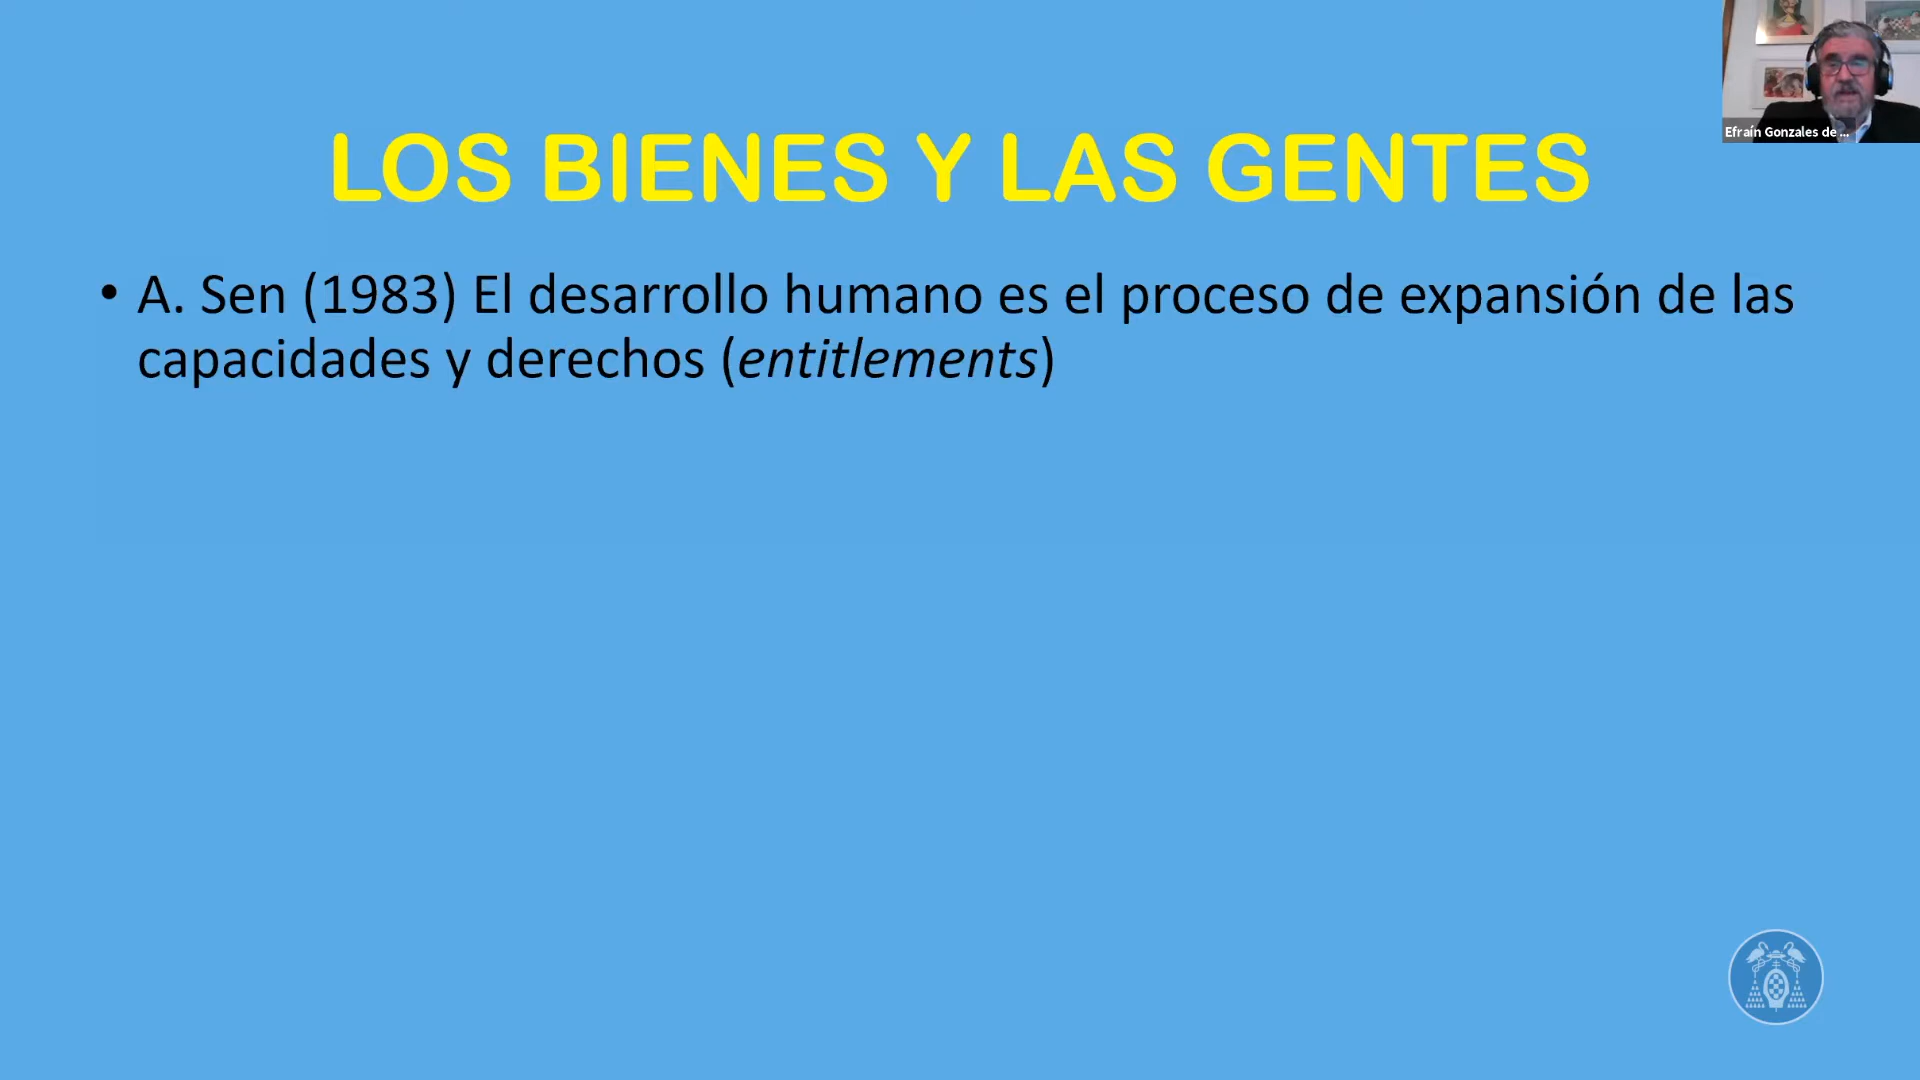 LOS BIENES Y LAS GENTES
• A. Sen (1983) El desarrollo humano es el proceso de expansión de las
capacidades y derechos (entitlements)
Efraín Gonzales de ...